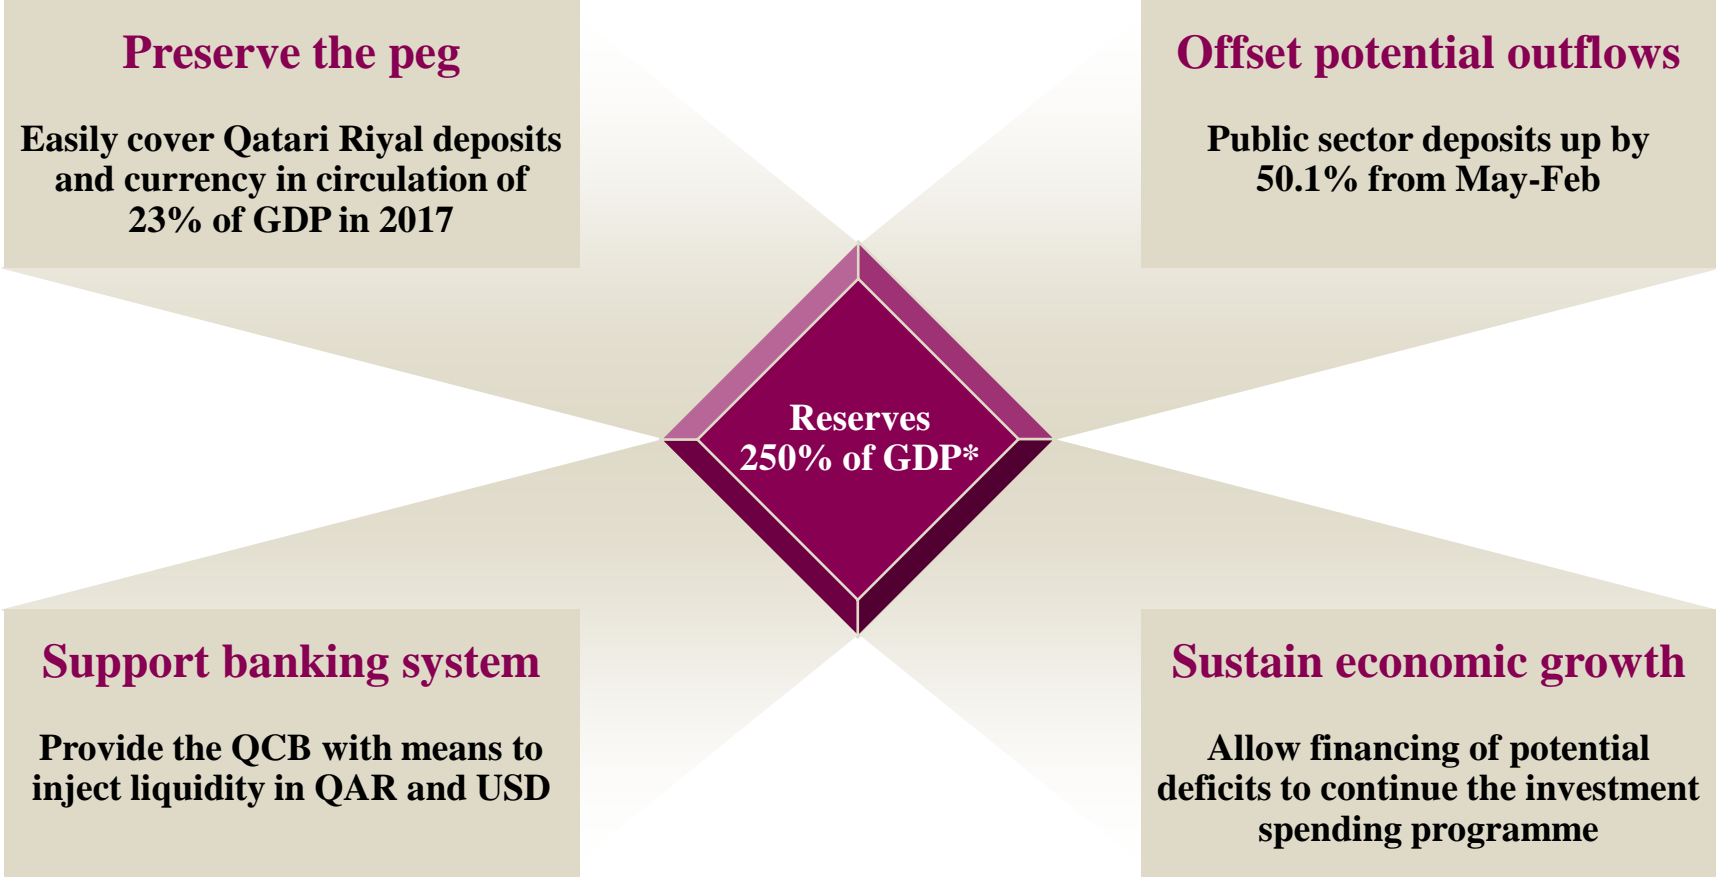 Preserve the peg
Easily cover Qatari Riyal deposits
and currency in circulation of
23% of GDP in 2017
Offset potential outflows
Public sector deposits up by
50.1% from May-Feb
Reserves
250% of GDP*
Support banking system
Provide the QCB with means to
inject liquidity in QAR and USD
Sustain economic growth
Allow financing of potential
deficits to continue the investment
spending programme